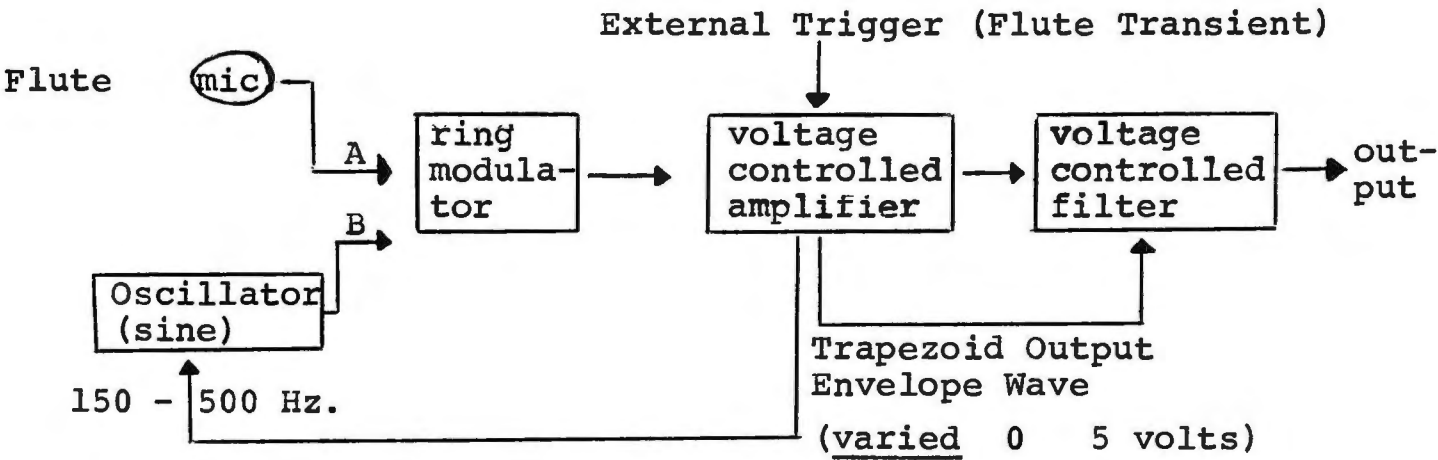 External Trigger (Flute Transient)
Flute
mic
A
ring
modula-
tor
voltage
controlled
amplifier
voltage
controlled
filter
out-
put
B
Oscillator
(sine)
150 - 500 Hz.
Trapezoid Output
Envelope Wave
(varied 0 5 volts)